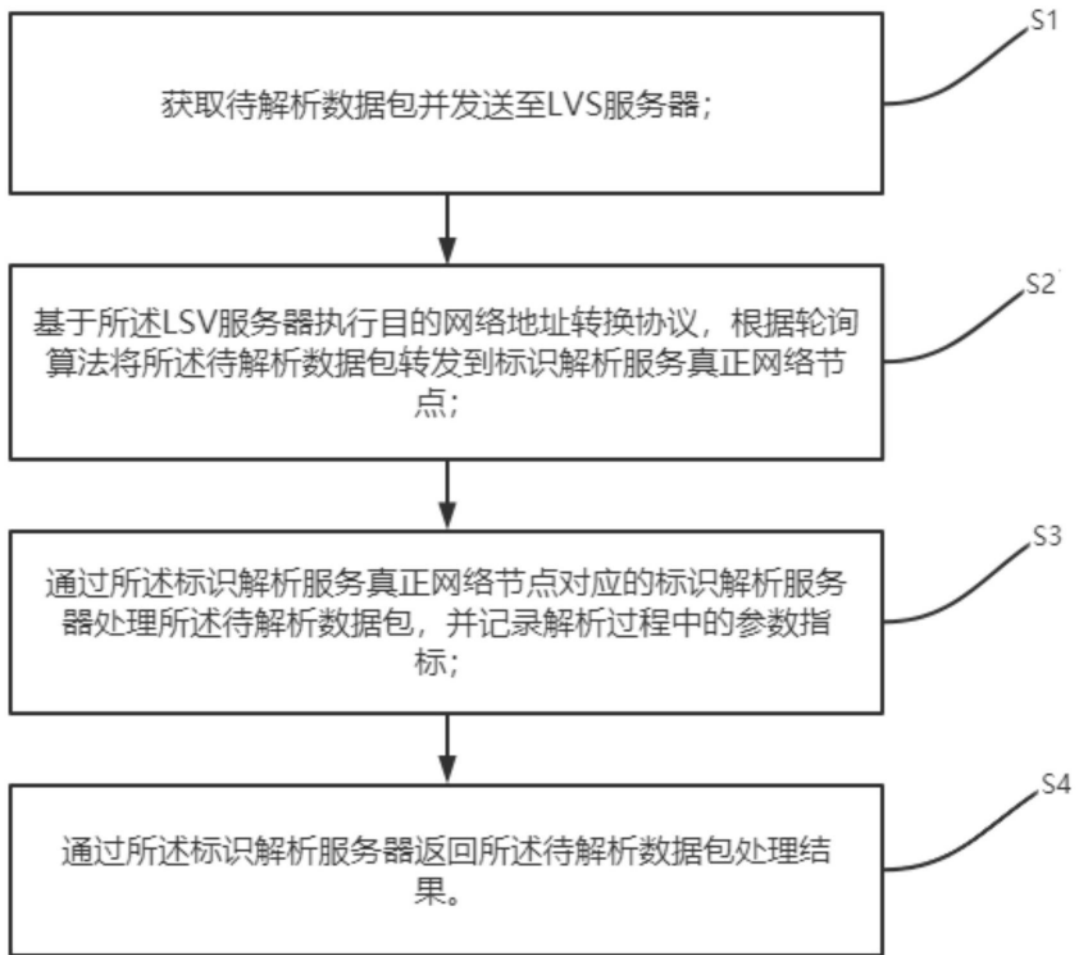 S1
获取待解析数据包并发送至LVS服务器；
S2
基于所述LSV服务器执行目的网络地址转换协议，根据轮询
算法将所述待解析数据包转发到标识解析服务真正网络节
点；
S3
通过所述标识解析服务真正网络节点对应的标识解析服务
器处理所述待解析数据包，并记录解析过程中的参数指
标；
S4
通过所述标识解析服务器返回所述待解析数据包处理结
果。